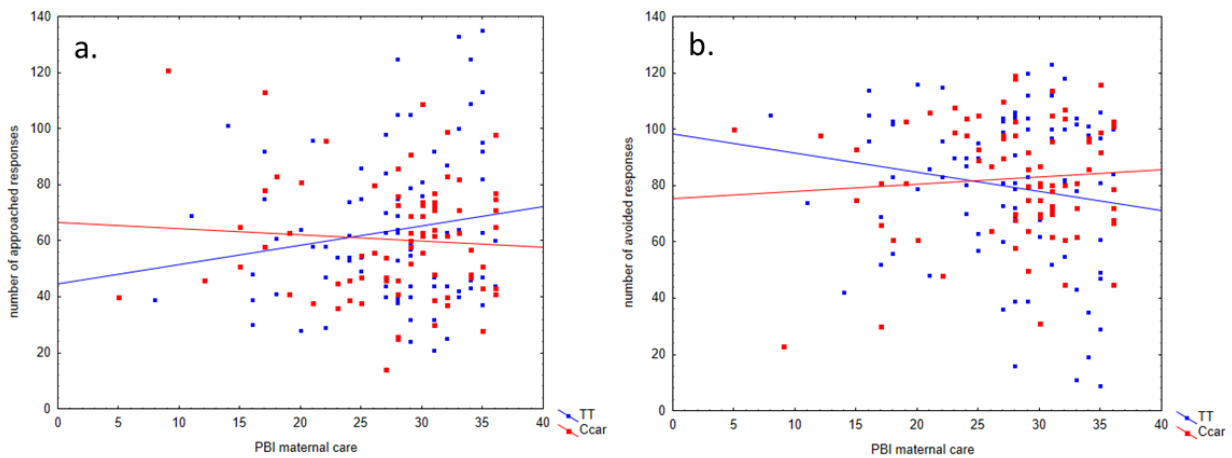 a.
140
120
100
80
60
40
20
0
number of approached responses
0 5 10 15 20 25 30 35 40
PBI maternal care
TT
Ccar
b.
140
120
100
80
60
40
20
0
number of avoided responses
0 5 10 15 20 25 30 35 40
PBI maternal care
TT
Ccar